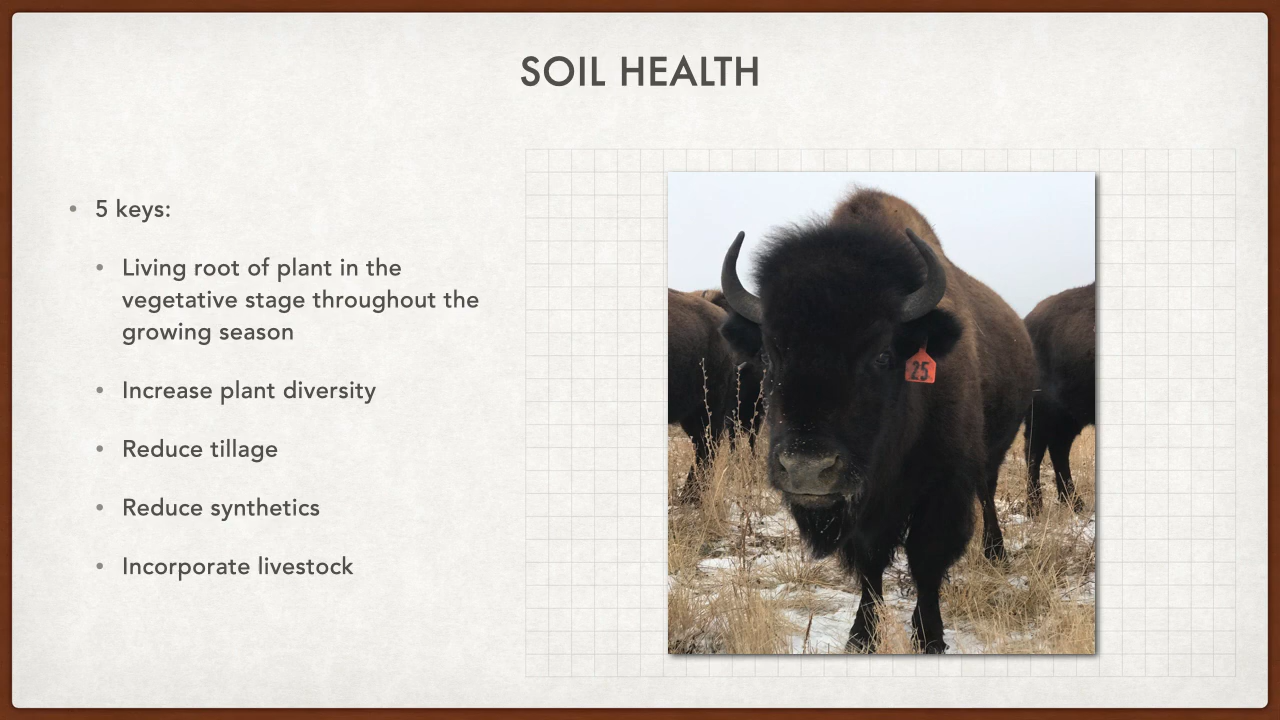 SOIL HEALTH
• 5 keys:
• Living root of plant in the
vegetative stage throughout the
growing season
• Increase plant diversity
• Reduce tillage
• Reduce synthetics
• Incorporate livestock
25